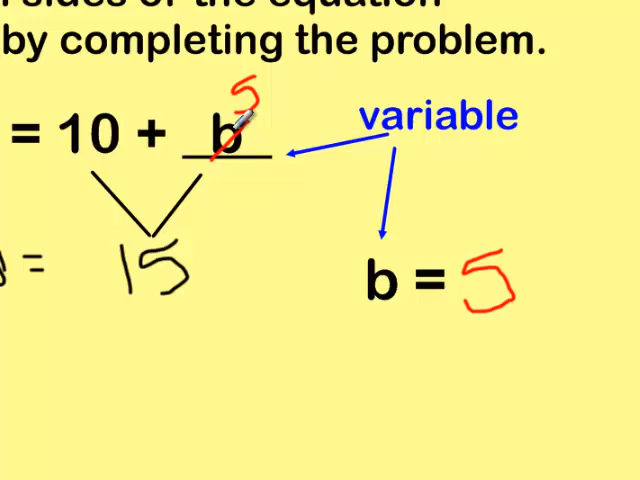 sides of the equation
by completing the problem.
5
= 10 + b
variable
= 15
b = 5